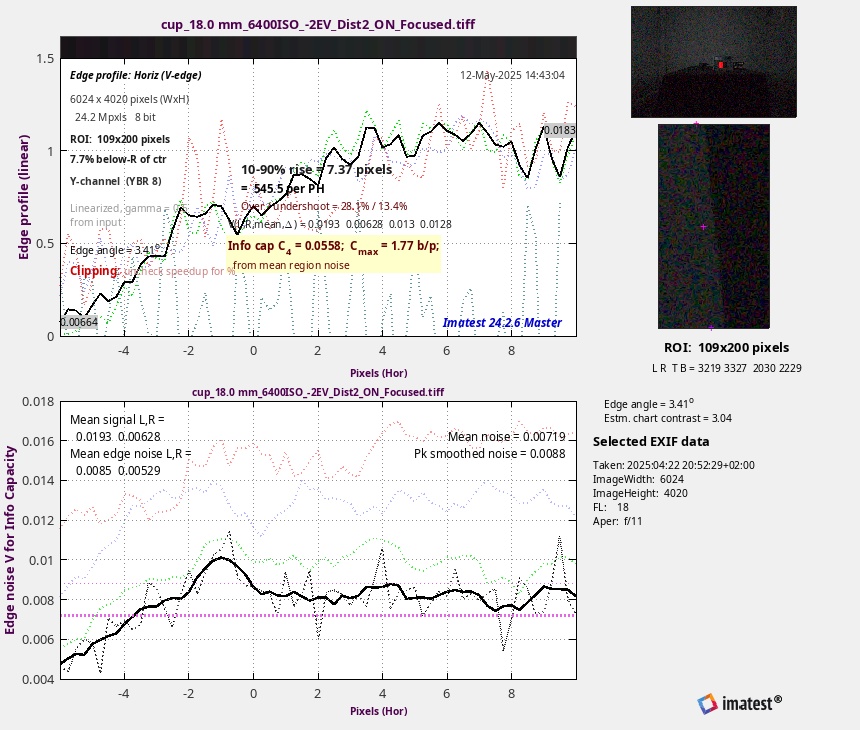 cup_18.0 mm_6400ISO_-2EV_Dist2_ON_Focused.tiff
Edge profile: Horiz (V-edge)
12-May-2025 14:43:04
6024 x 4020 pixels (WxH)
24.2 Mpxls 8 bit
ROI: 109x200 pixels
7.7% below-R of ctr
Y-channel (YBR 8)
Linearized, gamma = 
from input
Edge angle = 3.41°
Clipping: uncheck speedup for %
10-90% rise = 7.37 pixels
= 545.5 per PH
Over / undershoot = 28.1% / 13.4%
(L,R,mean,Δ) = 0.0193 0.00628 0.013 0.0128
Info cap C4 = 0.0558; Cmax = 1.77 b/p;
from mean region noise
0.0183
0.00664
Imatest 24.2.6 Master
Edge profile (linear)
1.5
1
0.5
0
-4 -2 0 2 4 6 8
Pixels (Hor)
cup_18.0 mm_6400ISO_-2EV_Dist2_ON_Focused.tiff
Mean signal L,R =
0.0193 0.00628
Mean edge noise L,R =
0.0085 0.00529
Mean noise = 0.00719
Pk smoothed noise = 0.0088
Edge noise V for Info Capacity
0.018
0.016
0.014
0.012
0.01
0.008
0.006
0.004
-4 -2 0 2 4 6 8
Pixels (Hor)
ROI: 109x200 pixels
L R T B = 3219 3327 2030 2229
Edge angle = 3.41°
Estm. chart contrast = 3.04
Selected EXIF data
Taken: 2025:04:22 20:52:29+02:00
ImageWidth: 6024
ImageHeight: 4020
FL: 18
Aper: f/11
imatest®